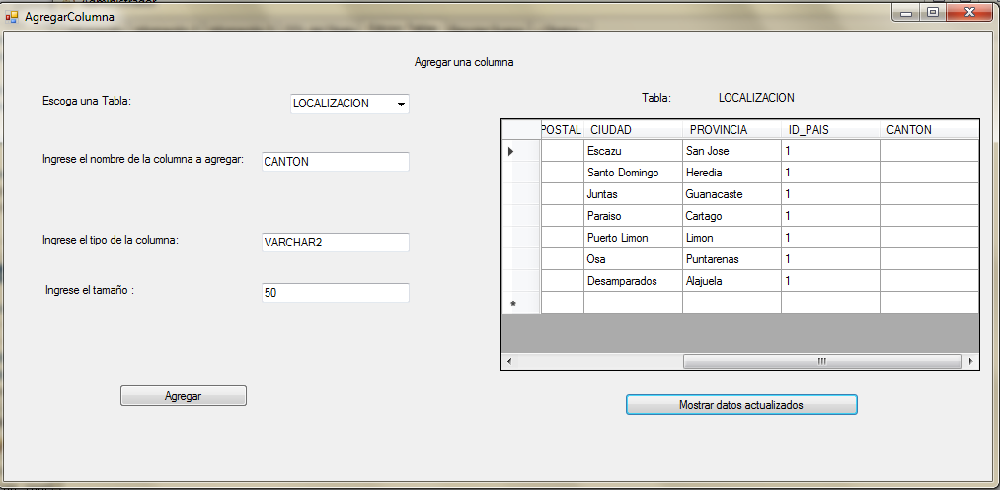 AgregarColumna
Agregar una columna
Escoga una Tabla:
LOCALIZACION
Ingrese el nombre de la columna a agregar:
CANTON
Ingrese el tipo de la columna:
VARCHAR2
Ingrese el tamaño :
50
Agregar
Tabla: LOCALIZACION
POSTAL CIUDAD PROVINCIA ID_PAIS CANTON
Escazu San Jose 1
Santo Domingo Heredia 1
Juntas Guanacaste 1
Paraiso Cartago 1
Puerto Limon Limon 1
Osa Puntarenas 1
Desamparados Alajuela 1
*
Mostrar datos actualizados